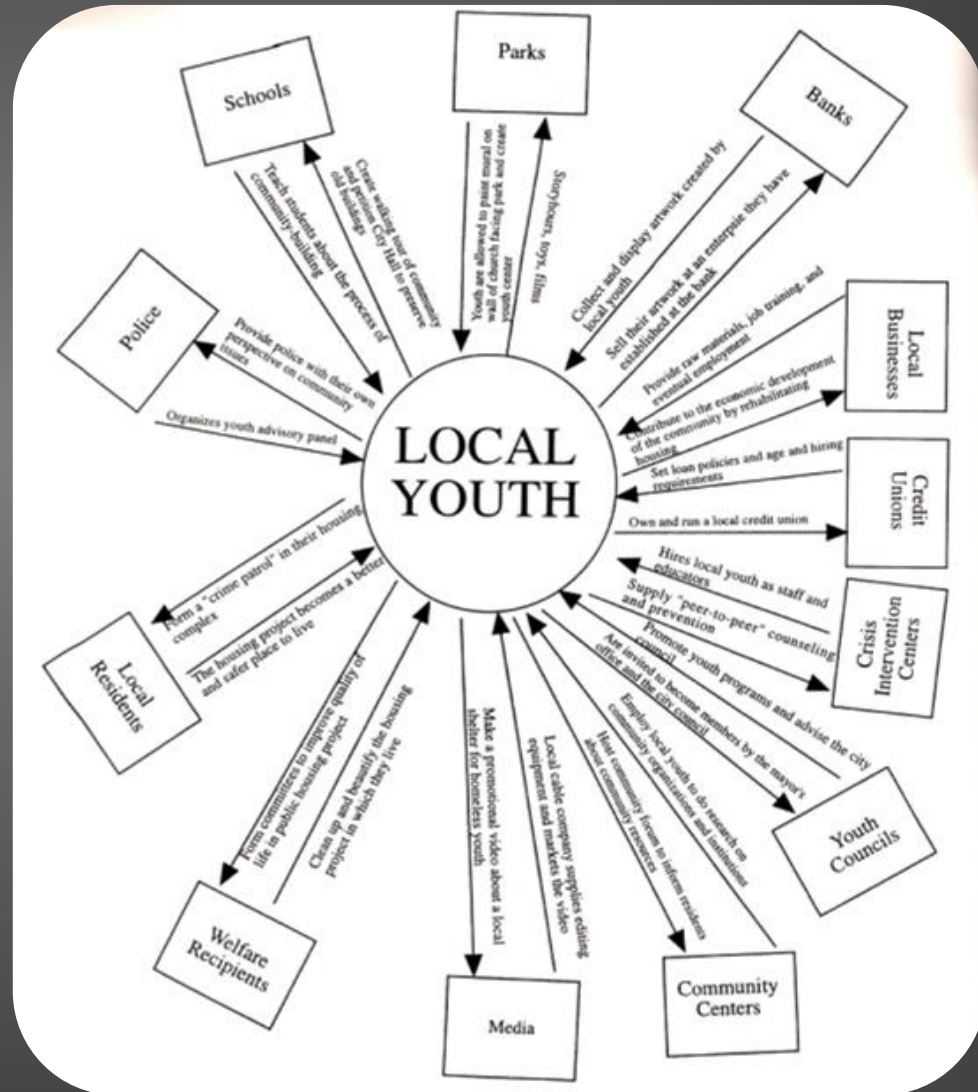 Parks
Schools
Banks
Youth are allowed to paint mural on
wall of church facing park and create
youth center
Storyhours, toys, films
Create walking tour of community
and petition City Hall to preserve
old buildings
Teach students about the process of
community-building
Collect and display artwork created by
local youth
Sell their artwork at an enterpsie they have
established at the bank
Police
Provide police with their own
perspective on community
issues
Organizes youth advisory panel
Provide raw materials, job training, and
eventual employment
Contribute to the economic development
of the community by rehabilitating
housing
Local
Businesses
LOCAL
YOUTH
Set loan policies and age and hiring
requirements
Own and run a local credit union
Credit
Unions
Hires local youth as staff and
educators
Supply "peer-to-peer" counseling
and prevention
Crisis
Intervention
Centers
Form a "crime patrol" in their housing
complex
The housing project becomes a better
and safer place to live
Local
Residents
Promote youth programs and advise the city
council
Are invited to become members by the mayor's
office and the city council
Youth
Councils
Form committees to improve quality of
life in public housing project
Clean up and beautify the housing
project in which they live
Welfare
Recipients
Make a promotional video about a local
shelter for homeless youth
Local cable company supplies editing
equipment and markets the video
Media
Employ local youth to do research on
community organizations and institutions
Host community forum to inform residents
about community resources
Community
Centers